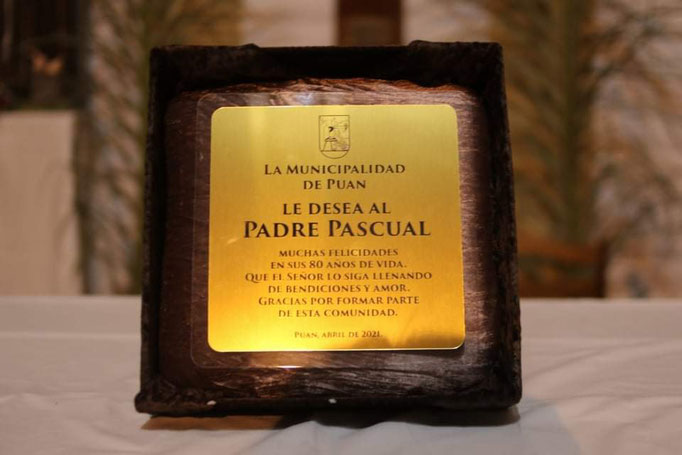 LA MUNICIPALIDAD
DE PUAN
LE DESEA AL
PADRE PASCUAL
MUCHAS FELICIDADES
EN SUS 80 AÑOS DE VIDA.
QUE EL SEÑOR LO SIGA LLENANDO
DE BENDICIONES Y AMOR.
GRACIAS POR FORMAR PARTE
DE ESTA COMUNIDAD.
PUAN, ABRIL DE 2021.